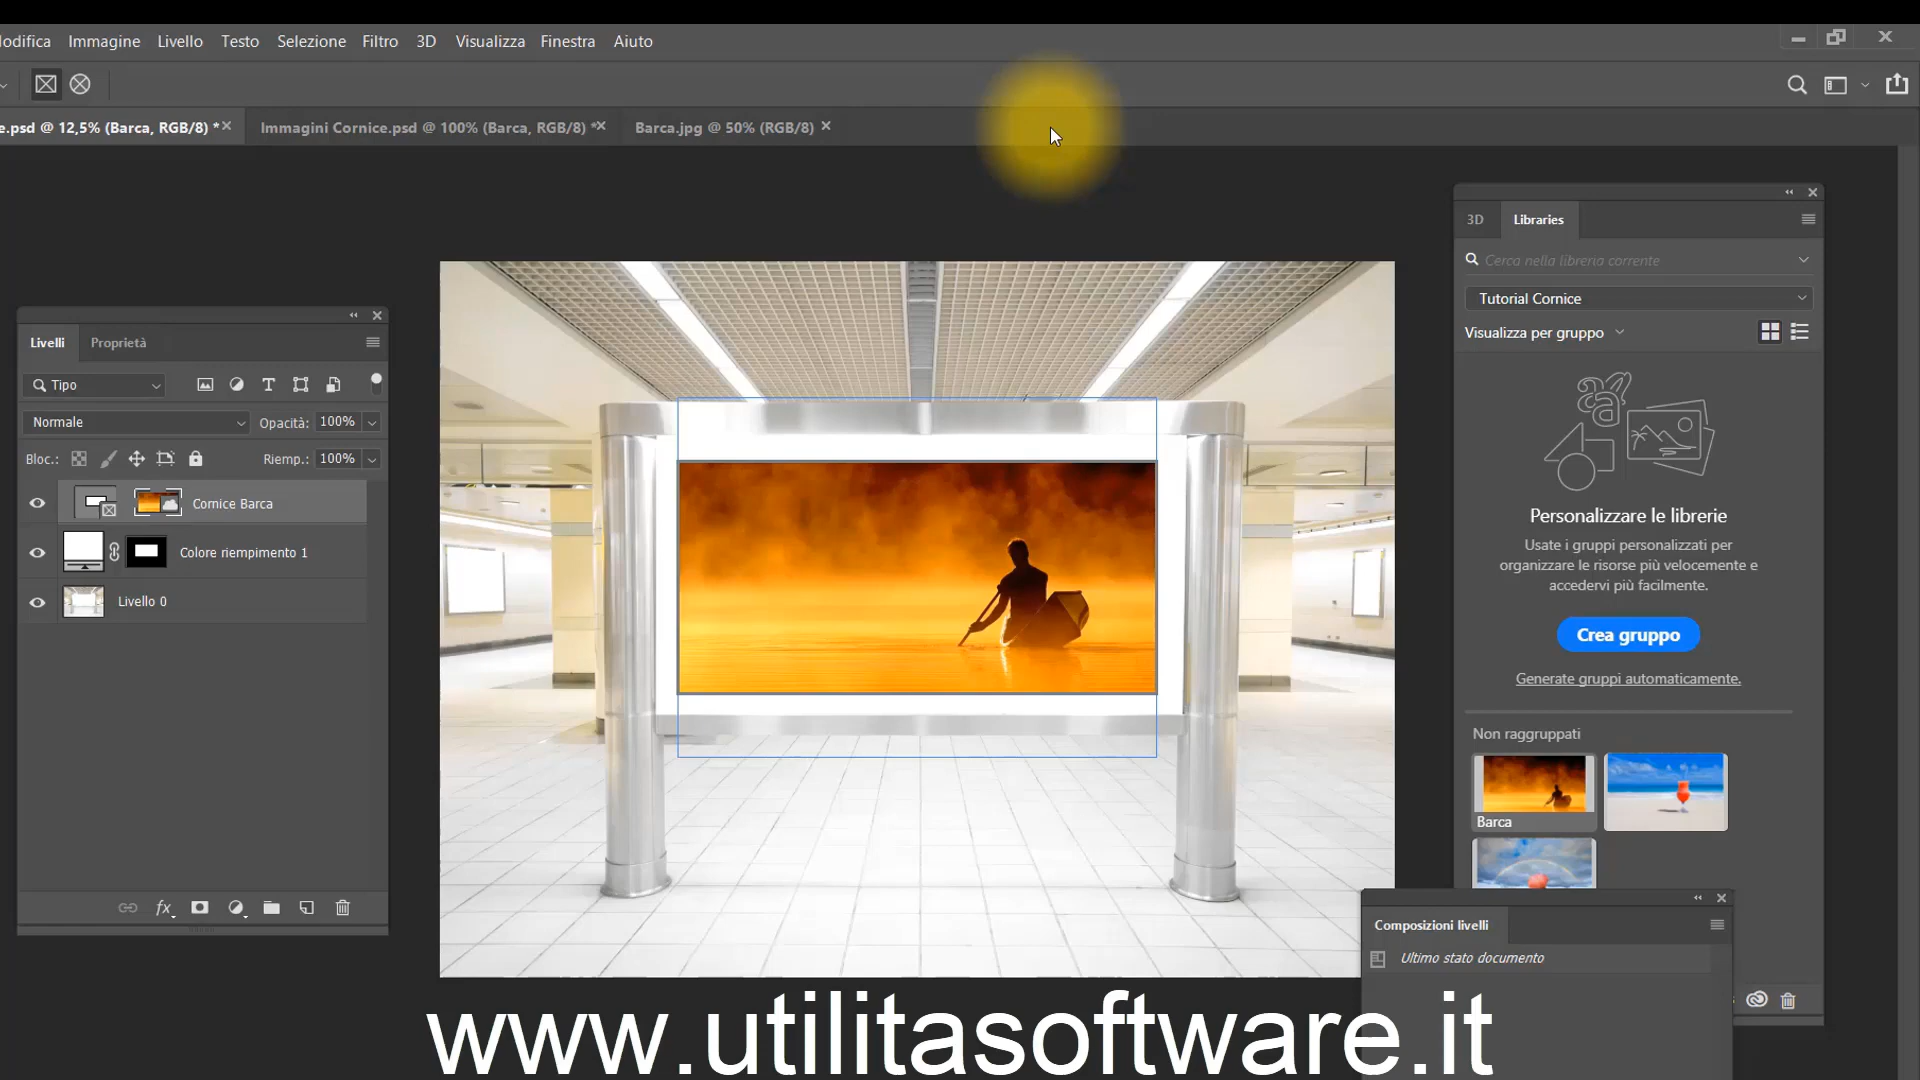 Modifica Immagine Livello Testo Selezione Filtro 3D Visualizza Finestra Aiuto
e.psd @ 12,5% (Barca, RGB/8) *
Immagini Cornice.psd @ 100% (Barca, RGB/8) *
Barca.jpg @ 50% (RGB/8)
Livelli Proprietà
Tipo
Normale Opacità: 100%
Bloc.: Riemp.: 100%
Cornice Barca
Colore riempimento 1
Livello 0
fx
3D Libraries
Cerca nella libreria corrente
Tutorial Cornice
Visualizza per gruppo
Personalizzare le librerie
Usate i gruppi personalizzati per
organizzare le risorse più velocemente e
accedervi più facilmente.
Crea gruppo
Generate gruppi automaticamente.
Non raggruppati
Barca
Composizioni livelli
Ultimo stato documento
www.utilitasoftware.it